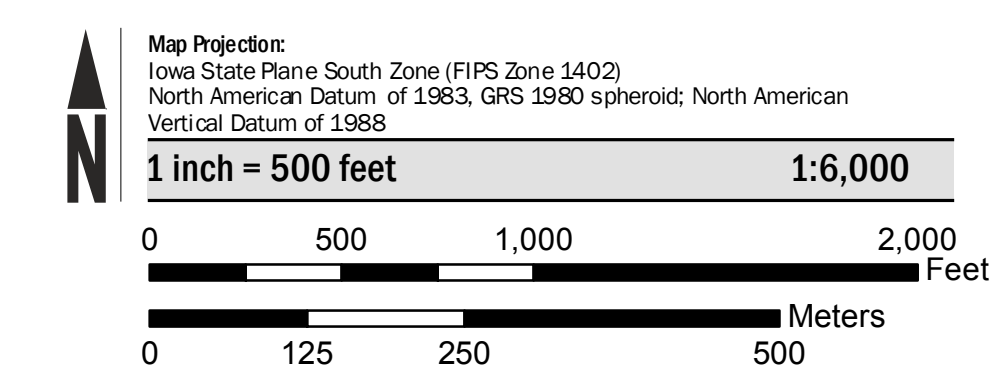 Map Projection:
Iowa State Plane South Zone (FIPS Zone 1402)
North American Datum of 1983, GRS 1980 spheroid; North American
Vertical Datum of 1988
N
1 inch = 500 feet 1:6,000
0 500 1,000 2,000
Feet
Meters
0 125 250 500